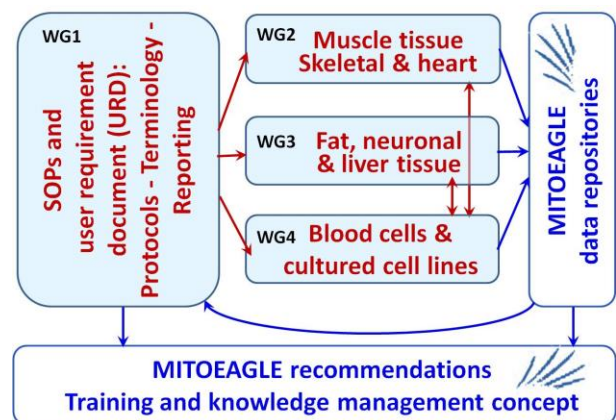 WG1
SOPs and
user requirement
document (URD):
Protocols - Terminology -
Reporting
WG2
Muscle tissue
Skeletal & heart
WG3
Fat, neuronal
& liver tissue
WG4
Blood cells &
cultured cell lines
MITOEAGLE
data repositories
MITOEAGLE recommendations
Training and knowledge management concept